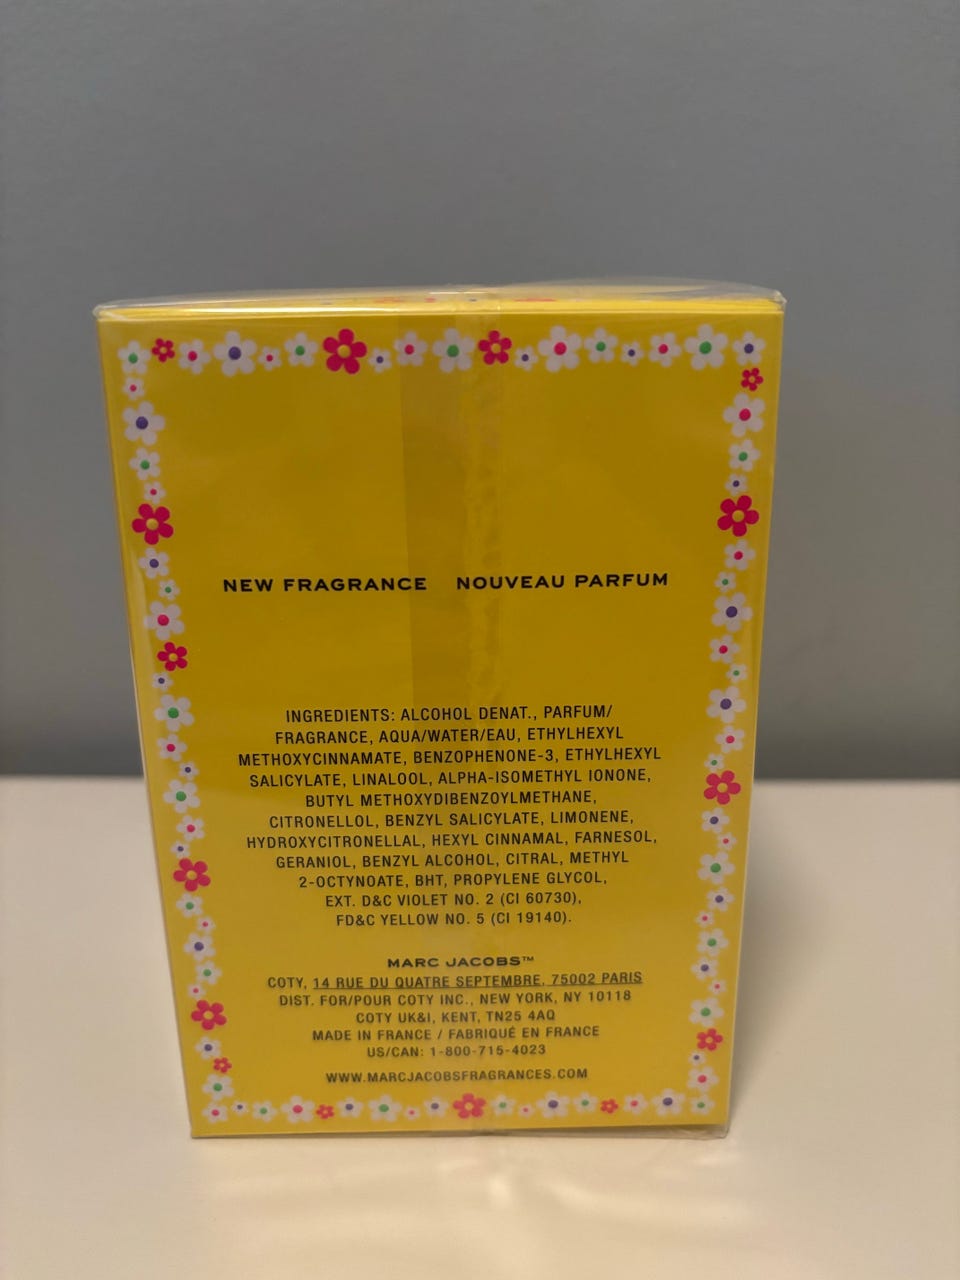 NEW FRAGRANCE NOUVEAU PARFUM
INGREDIENTS: ALCOHOL DENAT., PARFUM/
FRAGRANCE, AQUA/WATER/EAU, ETHYLHEXYL
METHOXYCINNAMATE, BENZOPHENONE-3, ETHYLHEXYL
SALICYLATE, LINALOOL, ALPHA-ISOMETHYL IONONE,
BUTYL METHOXYDIBENZOYLMETHANE,
CITRONELLOL, BENZYL SALICYLATE, LIMONENE,
HYDROXYCITRONELLAL, HEXYL CINNAMAL, FARNESOL,
GERANIOL, BENZYL ALCOHOL, CITRAL, METHYL
2-OCTYNOATE, BHT, PROPYLENE GLYCOL,
EXT. D&C VIOLET NO. 2 (CI 60730),
FD&C YELLOW NO. 5 (CI 19140).
MARC JACOBS™
COTY, 14 RUE DU QUATRE SEPTEMBRE, 75002 PARIS
DIST. FOR/POUR COTY INC., NEW YORK, NY 10118
COTY UK&I, KENT, TN25 4AQ
MADE IN FRANCE / FABRIQUÉ EN FRANCE
US/CAN: 1-800-715-4023
WWW.MARCJACOBSFRAGRANCES.COM